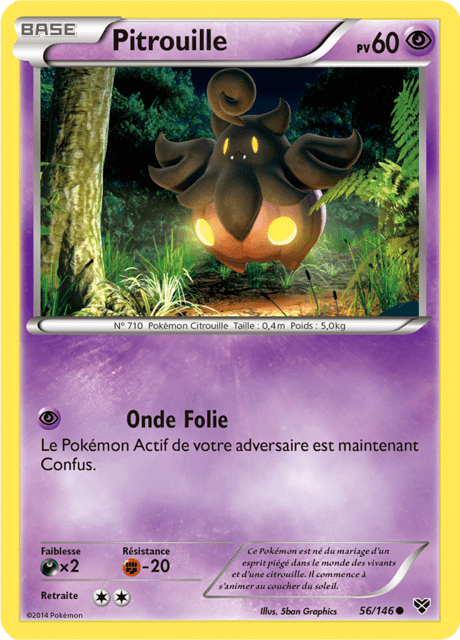 BASE
Pitrouille
PV60
N° 710 Pokémon Citrouille Taille : 0,4m Poids : 5,0kg
Onde Folie
Le Pokémon Actif de votre adversaire est maintenant
Confus.
Faiblesse
×2
Résistance
-20
Retraite
Ce Pokémon est né du mariage d'un
esprit piégé dans le monde des vivants
et d'une citrouille. Il commence à
s'animer au coucher du soleil.
Illus. 5ban Graphics
56/146
©2014 Pokémon